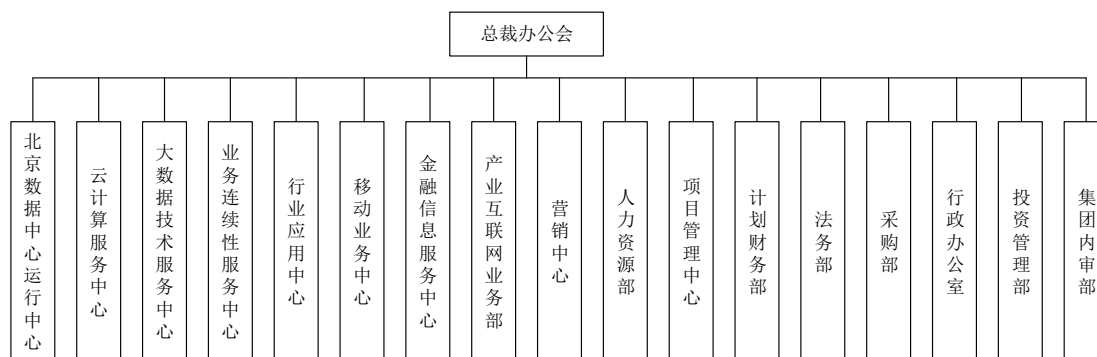 总裁办公会
北京数据中心运行中心
云计算服务中心
大数据技术服务中心
业务连续性服务中心
行业应用中心
移动业务中心
金融信息服务中心
产业互联网业务部
营销中心
人力资源部
项目管理中心
计划财务部
法务部
采购部
行政办公室
投资管理部
集团内审部